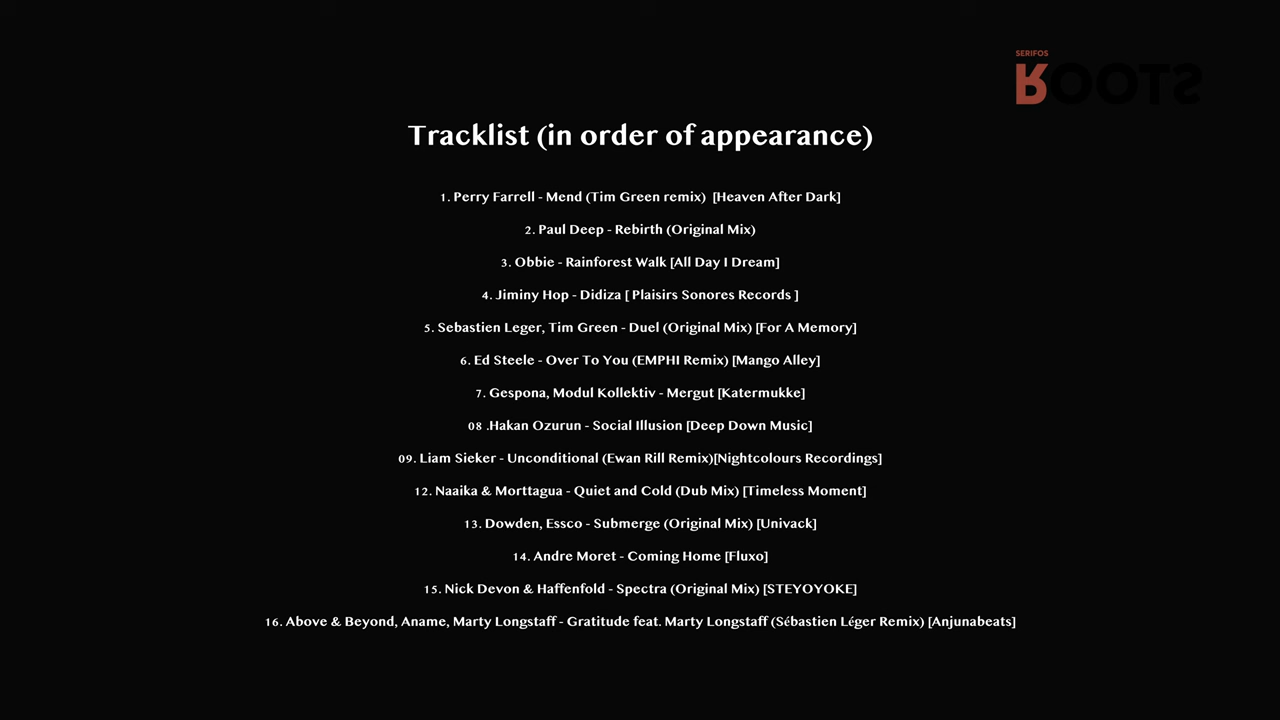 SERIFOS
ROOTS
Tracklist (in order of appearance)
1. Perry Farrell - Mend (Tim Green remix) [Heaven After Dark]
2. Paul Deep - Rebirth (Original Mix)
3. Obbie - Rainforest Walk [All Day I Dream]
4. Jiminy Hop - Didiza [ Plaisirs Sonores Records ]
5. Sebastien Leger, Tim Green - Duel (Original Mix) [For A Memory]
6. Ed Steele - Over To You (EMPHI Remix) [Mango Alley]
7. Gespona, Modul Kollektiv - Mergut [Katermukke]
08 .Hakan Ozurun - Social Illusion [Deep Down Music]
09. Liam Sieker - Unconditional (Ewan Rill Remix)[Nightcolours Recordings]
12. Naaika & Morttagua - Quiet and Cold (Dub Mix) [Timeless Moment]
13. Dowden, Essco - Submerge (Original Mix) [Univack]
14. Andre Moret - Coming Home [Fluxo]
15. Nick Devon & Haffenfold - Spectra (Original Mix) [STEYOYOKE]
16. Above & Beyond, Aname, Marty Longstaff - Gratitude feat. Marty Longstaff (Sébastien Léger Remix) [Anjunabeats]